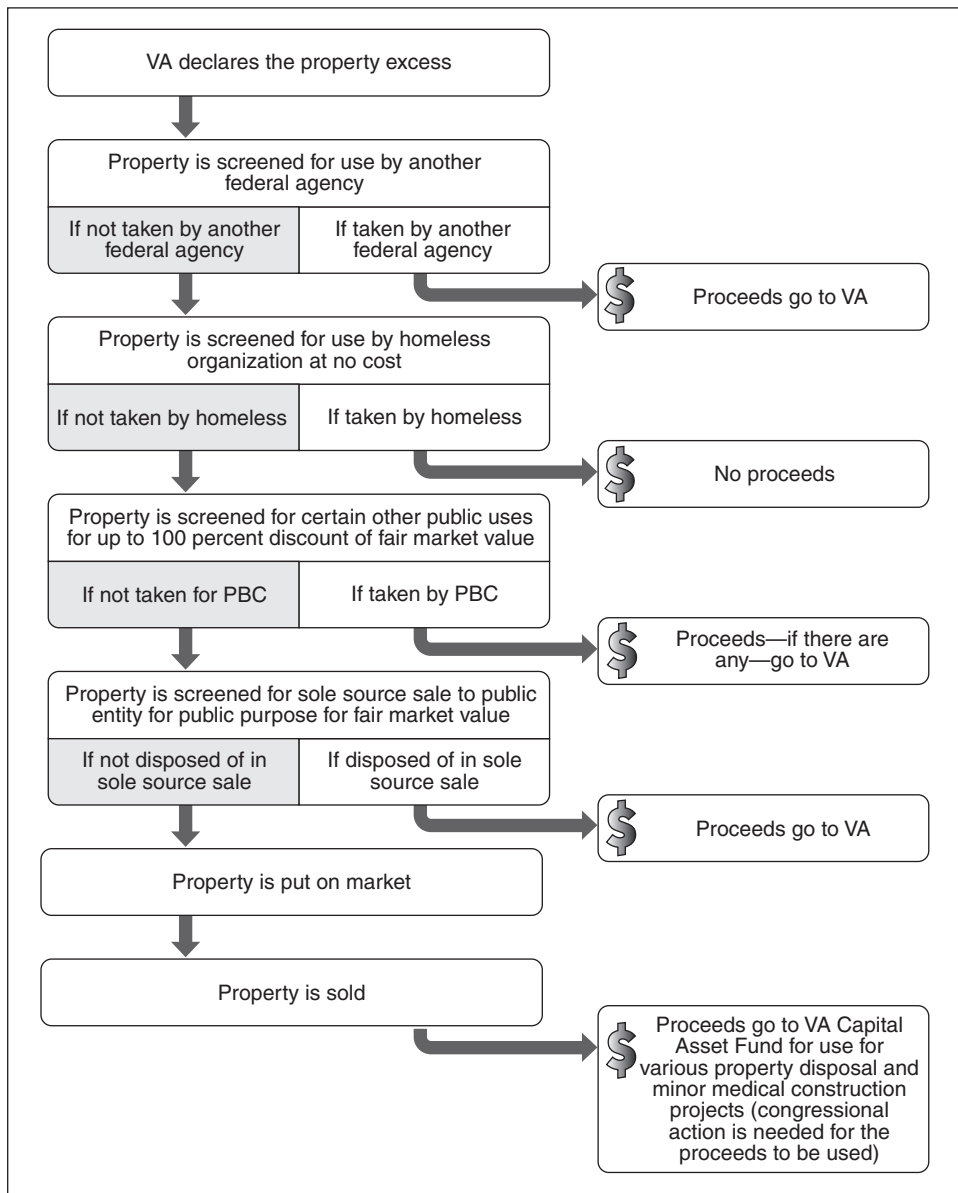 VA declares the property excess
Property is screened for use by another
federal agency
If not taken by another
federal agency
If taken by another
federal agency
$
Proceeds go to VA
Property is screened for use by homeless
organization at no cost
If not taken by homeless
If taken by homeless
$
No proceeds
Property is screened for certain other public uses
for up to 100 percent discount of fair market value
If not taken for PBC
If taken by PBC
$
Proceeds—if there are
any—go to VA
Property is screened for sole source sale to public
entity for public purpose for fair market value
If not disposed of in
sole source sale
If disposed of in sole
source sale
$
Proceeds go to VA
Property is put on market
Property is sold
$
Proceeds go to VA Capital
Asset Fund for use for
various property disposal and
minor medical construction
projects (congressional
action is needed for the
proceeds to be used)